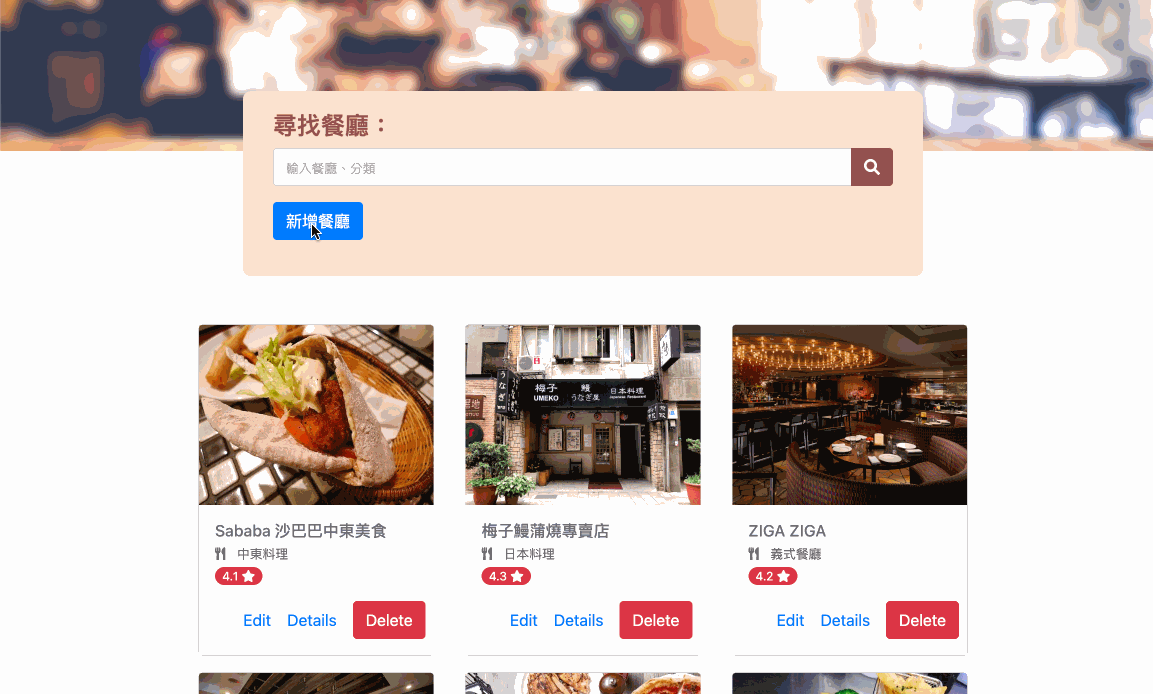 尋找餐廳：
輸入餐廳、分類
新增餐廳
梅子 鰻 日本料理
UMEKO うなぎ屋 Japanese Restaurant
うなぎ
Sababa 沙巴巴中東美食
中東料理
4.1
Edit Details Delete
梅子鰻蒲燒專賣店
日本料理
4.3
Edit Details Delete
ZIGA ZIGA
義式餐廳
4.2
Edit Details Delete